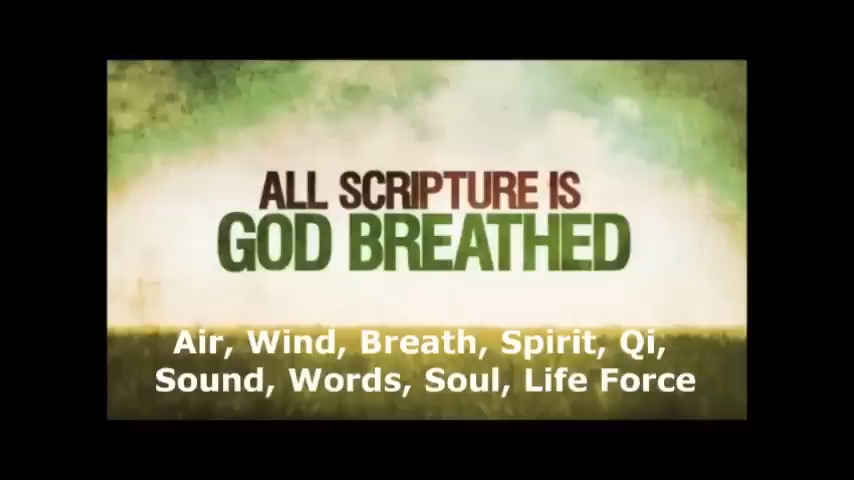 ALL SCRIPTURE IS
GOD BREATHED
Air, Wind, Breath, Spirit, Qi,
Sound, Words, Soul, Life Force